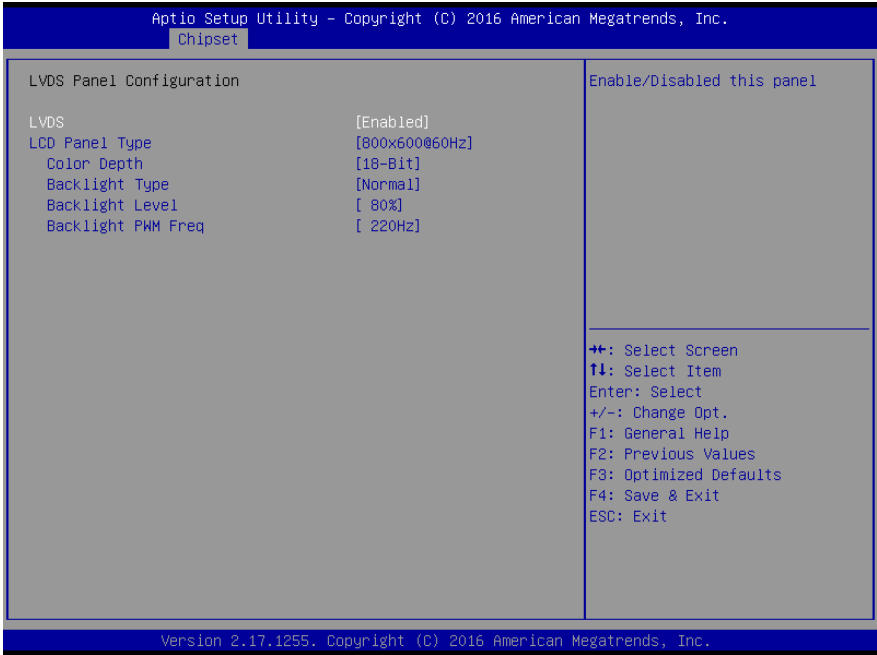 Aptio Setup Utility – Copyright (C) 2016 American Megatrends, Inc.
Chipset
LVDS Panel Configuration
LVDS [Enabled]
LCD Panel Type [800x600@60Hz]
Color Depth [18-Bit]
Backlight Type [Normal]
Backlight Level [ 80%]
Backlight PWM Freq [ 220Hz]
Enable/Disabled this panel
→←: Select Screen
↑↓: Select Item
Enter: Select
+/-: Change Opt.
F1: General Help
F2: Previous Values
F3: Optimized Defaults
F4: Save & Exit
ESC: Exit
Version 2.17.1255. Copyright (C) 2016 American Megatrends, Inc.